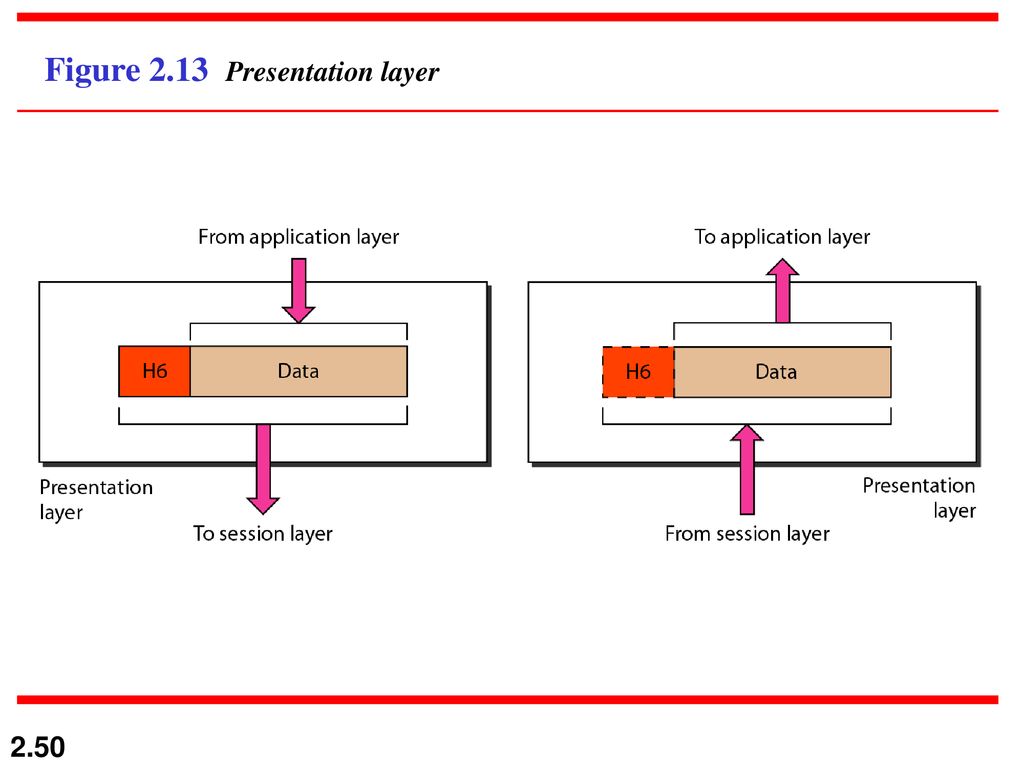 Figure 2.13 Presentation layer
From application layer
To application layer
H6 Data
H6 Data
Presentation
layer
To session layer
From session layer
Presentation
layer
2.50